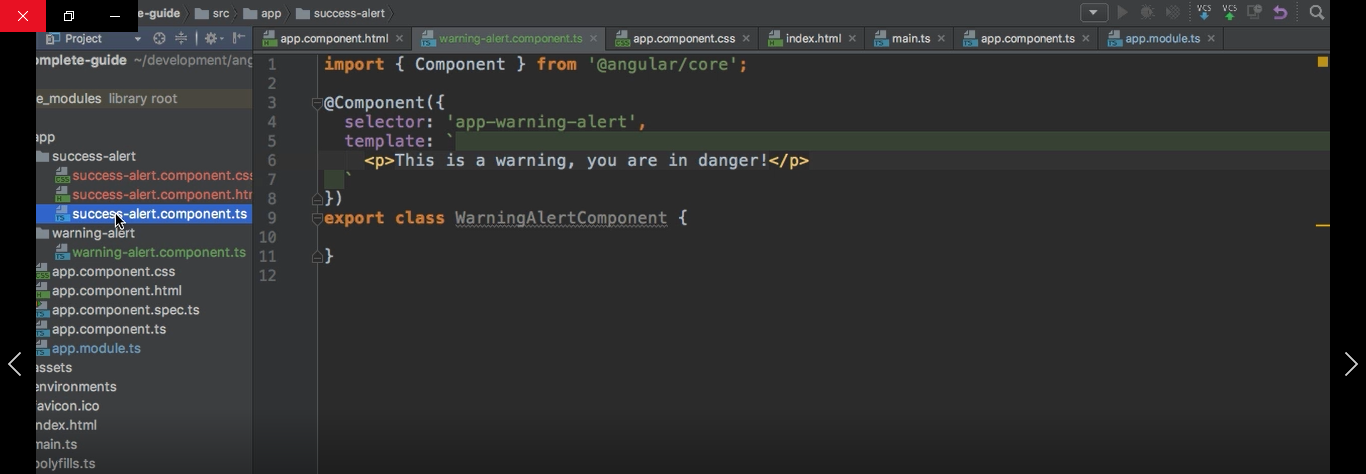 e-guide src app success-alert
Project
app.component.html warning-alert.component.ts app.component.css index.html main.ts app.component.ts app.module.ts
omplete-guide ~/development/ang
e_modules library root
app
success-alert
success-alert.component.css
success-alert.component.htm
success-alert.component.ts
warning-alert
warning-alert.component.ts
app.component.css
app.component.html
app.component.spec.ts
app.component.ts
app.module.ts
assets
environments
favicon.ico
ndex.html
main.ts
polyfills.ts
VCS VCS
1 import { Component } from '@angular/core';
2
3 @Component({
4 selector: 'app-warning-alert',
5 template: `
6 <p>This is a warning, you are in danger!</p>
7 `
8 })
9 export class WarningAlertComponent {
10
11 }
12